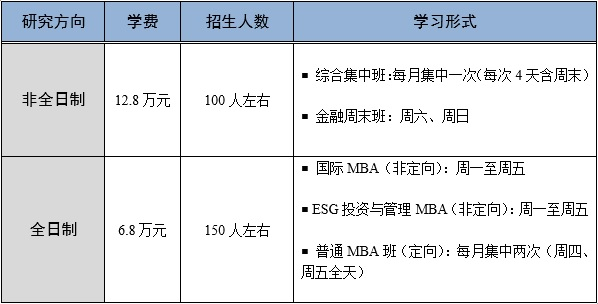 研究方向 学费 招生人数 学习形式
非全日制 12.8 万元 100 人左右
▪ 综合集中班：每月集中一次（每次 4 天含周末）
▪ 金融周末班：周六、周日
全日制 6.8 万元 150 人左右
▪ 国际 MBA（非定向）：周一至周五
▪ ESG 投资与管理 MBA（非定向）：周一至周五
▪ 普通 MBA 班（定向）：每月集中两次（周四、
周五全天）